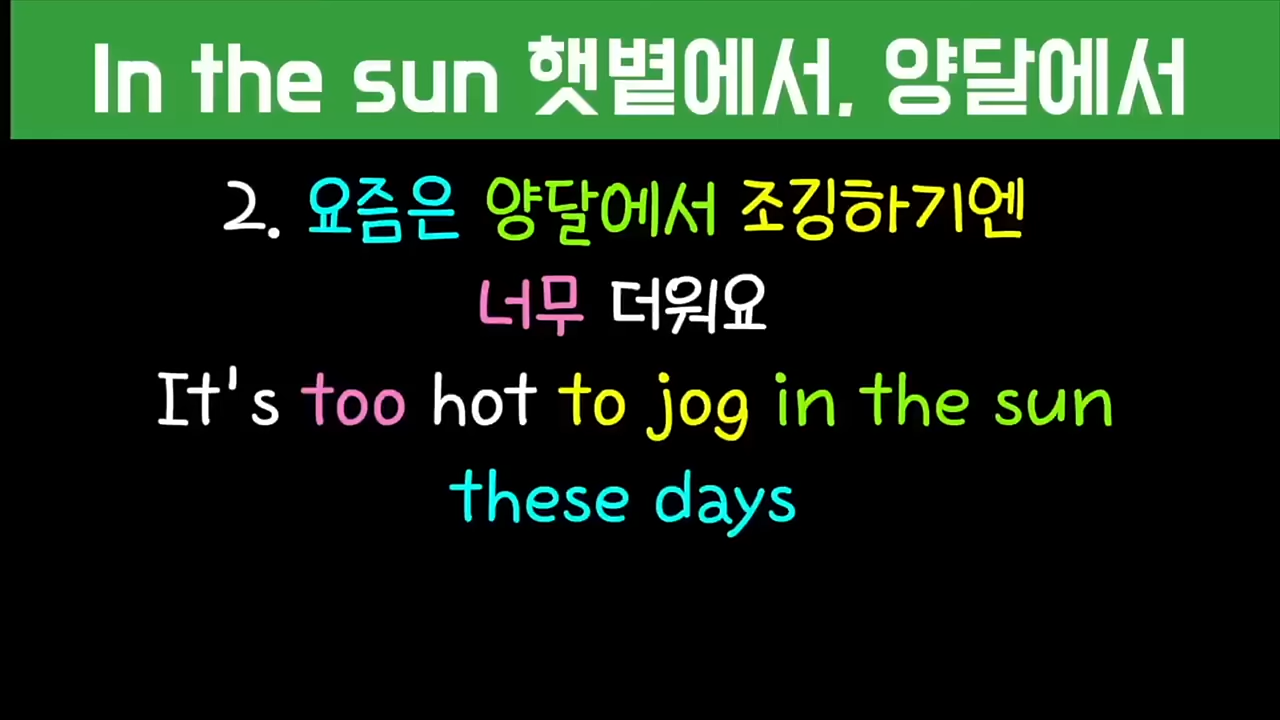 In the sun 햇볕에서, 양달에서
2. 요즘은 양달에서 조깅하기엔
너무 더워요
It's too hot to jog in the sun
these days